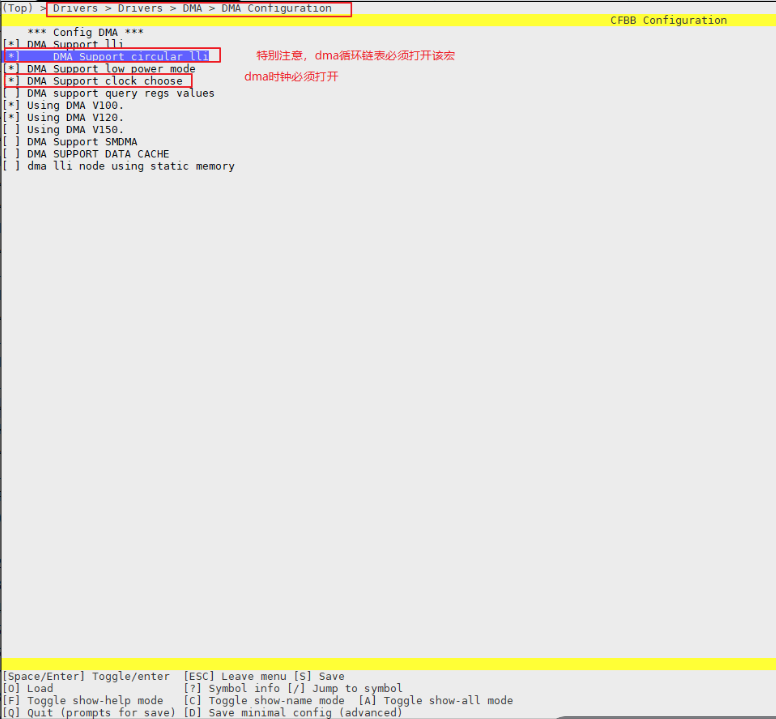 (Top) > Drivers > Drivers > DMA > DMA Configuration
CFBB Configuration
*** Config DMA ***
[*] DMA Support lli
[*] DMA Support circular lli 特别注意，dma循环链表必须打开该宏
[*] DMA Support low power mode
dma时钟必须打开
[*] DMA Support clock choose
[ ] DMA support query regs values
[*] Using DMA V100.
[*] Using DMA V120.
[ ] Using DMA V150.
[ ] DMA Support SMDMA
[ ] DMA SUPPORT DATA CACHE
[ ] dma lli node using static memory
[Space/Enter] Toggle/enter [ESC] Leave menu [S] Save
[O] Load [?] Symbol info [/] Jump to symbol
[F] Toggle show-help mode [C] Toggle show-name mode [A] Toggle show-all mode
[Q] Quit (prompts for save) [D] Save minimal config (advanced)